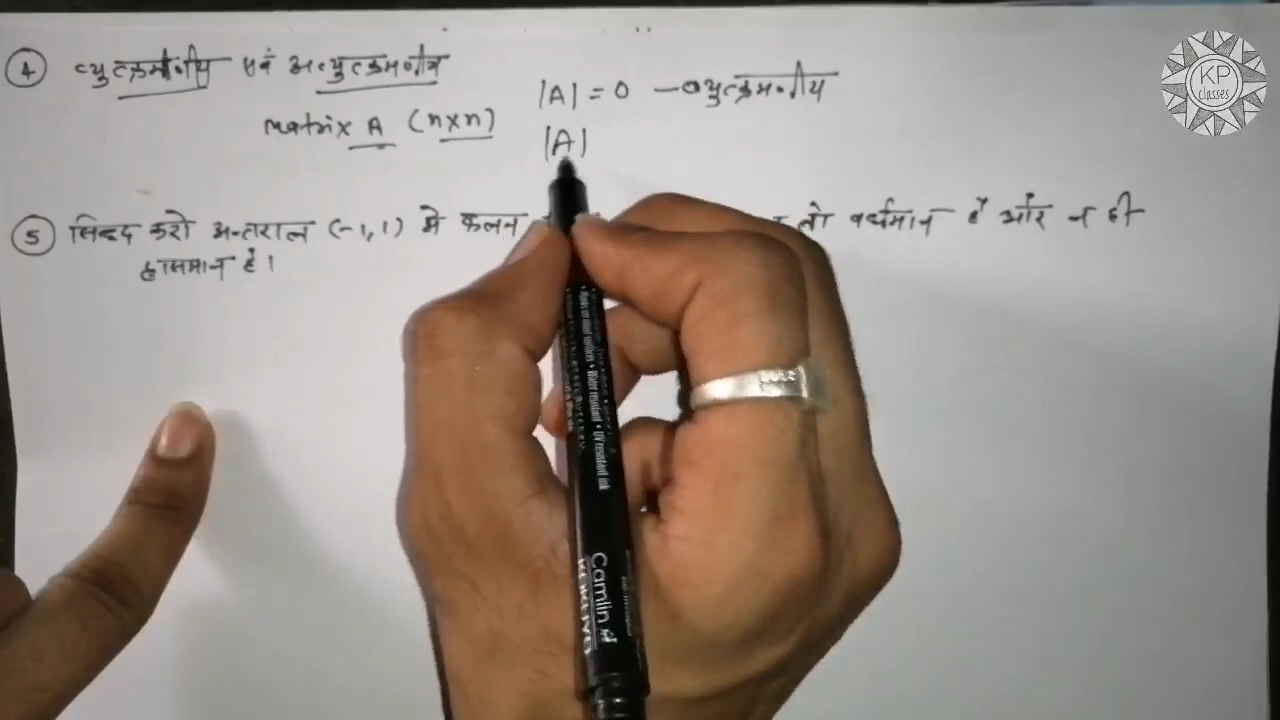 ④ व्युत्क्रमणीय एवं अव्युत्क्रमणीय
|A| = 0 — व्युत्क्रमणीय
matrix A (n×n)
|A|
⑤ सिद्ध करो अन्तराल (-1,1) मे फलन तो वर्धमान है और न ही
ह्रासमान है।
KP
classes
Camlin